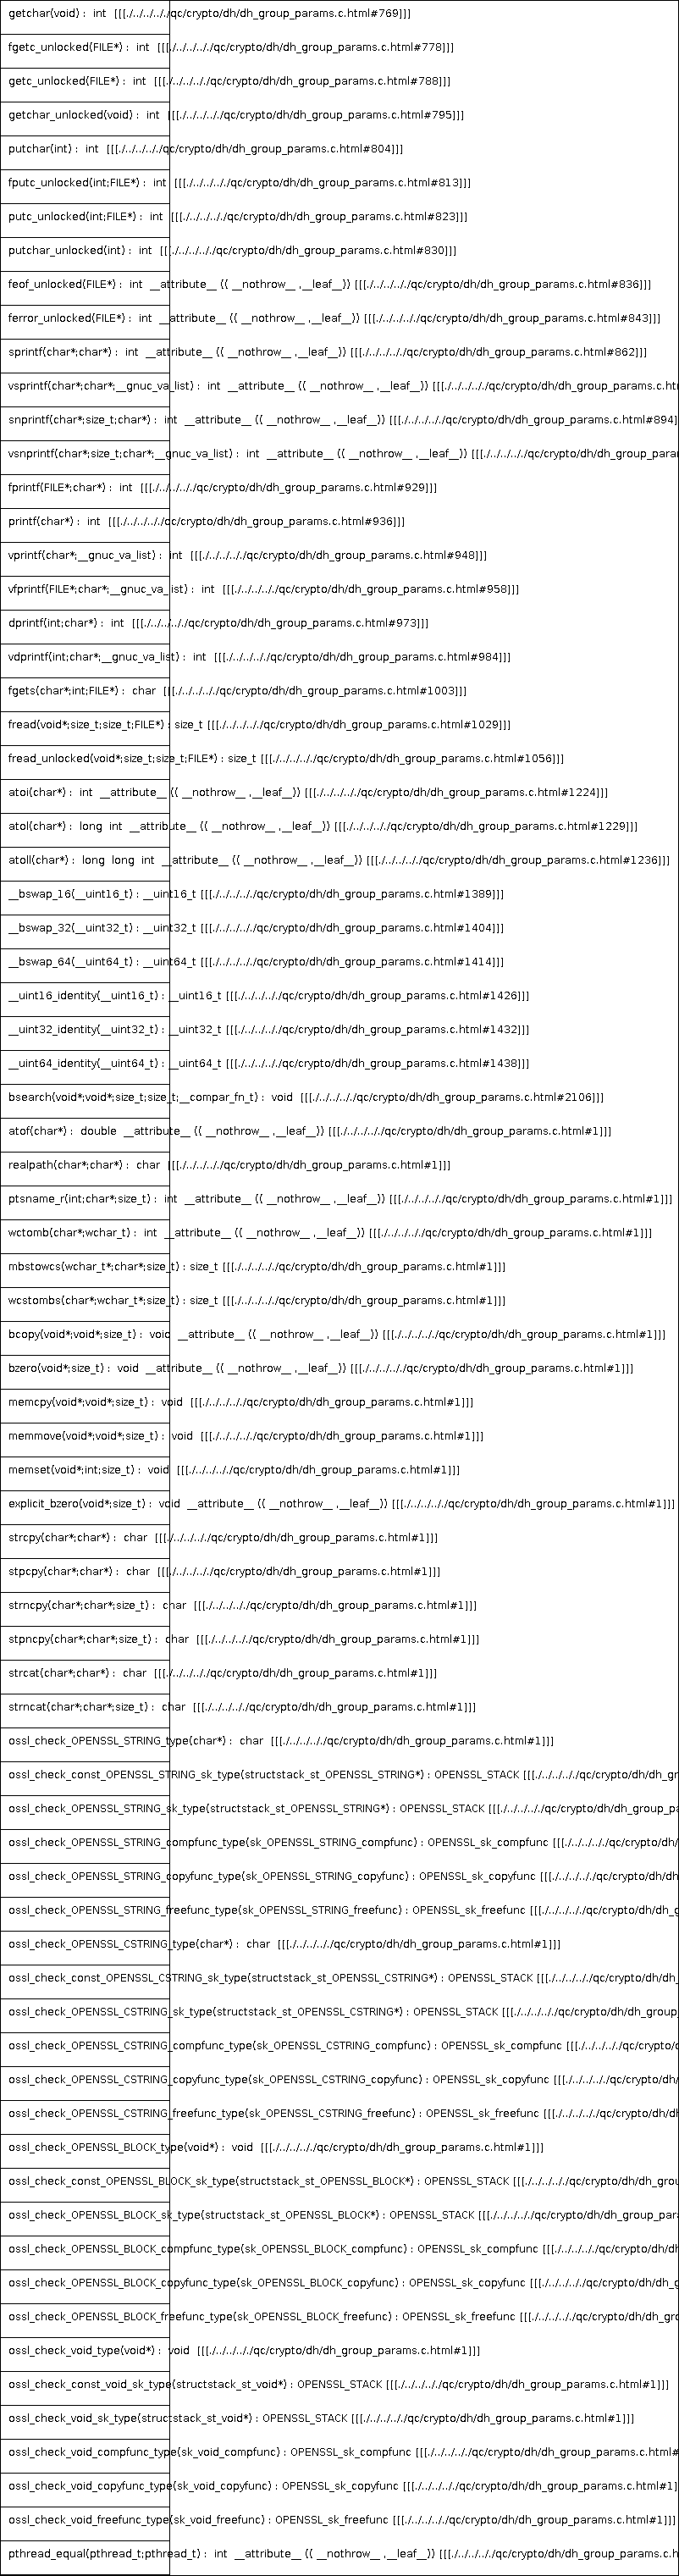 getchar(void) : int [[[./../../../qc/crypto/dh/dh_group_params.c.html#769]]]
fgetc_unlocked(FILE*) : int [[[./../../../qc/crypto/dh/dh_group_params.c.html#778]]]
getc_unlocked(FILE*) : int [[[./../../../qc/crypto/dh/dh_group_params.c.html#788]]]
getchar_unlocked(void) : int [[[./../../../qc/crypto/dh/dh_group_params.c.html#795]]]
putchar(int) : int [[[./../../../qc/crypto/dh/dh_group_params.c.html#804]]]
fputc_unlocked(int;FILE*) : int [[[./../../../qc/crypto/dh/dh_group_params.c.html#813]]]
putc_unlocked(int;FILE*) : int [[[./../../../qc/crypto/dh/dh_group_params.c.html#823]]]
putchar_unlocked(int) : int [[[./../../../qc/crypto/dh/dh_group_params.c.html#830]]]
feof_unlocked(FILE*) : int __attribute__ (( __nothrow__ ,__leaf__)) [[[./../../../qc/crypto/dh/dh_group_params.c.html#836]]]
ferror_unlocked(FILE*) : int __attribute__ (( __nothrow__ ,__leaf__)) [[[./../../../qc/crypto/dh/dh_group_params.c.html#843]]]
sprintf(char*;char*) : int __attribute__ (( __nothrow__ ,__leaf__)) [[[./../../../qc/crypto/dh/dh_group_params.c.html#862]]]
vsprintf(char*;char*;__gnuc_va_list) : int __attribute__ (( __nothrow__ ,__leaf__)) [[[./../../../qc/crypto/dh/dh_group_params.c.htm
snprintf(char*;size_t;char*) : int __attribute__ (( __nothrow__ ,__leaf__)) [[[./../../../qc/crypto/dh/dh_group_params.c.html#894]
vsnprintf(char*;size_t;char*;__gnuc_va_list) : int __attribute__ (( __nothrow__ ,__leaf__)) [[[./../../../qc/crypto/dh/dh_group_para
fprintf(FILE*;char*) : int [[[./../../../qc/crypto/dh/dh_group_params.c.html#929]]]
printf(char*) : int [[[./../../../qc/crypto/dh/dh_group_params.c.html#936]]]
vprintf(char*;__gnuc_va_list) : int [[[./../../../qc/crypto/dh/dh_group_params.c.html#948]]]
vfprintf(FILE*;char*;__gnuc_va_list) : int [[[./../../../qc/crypto/dh/dh_group_params.c.html#958]]]
dprintf(int;char*) : int [[[./../../../qc/crypto/dh/dh_group_params.c.html#973]]]
vdprintf(int;char*;__gnuc_va_list) : int [[[./../../../qc/crypto/dh/dh_group_params.c.html#984]]]
fgets(char*;int;FILE*) : char [[[./../../../qc/crypto/dh/dh_group_params.c.html#1003]]]
fread(void*;size_t;size_t;FILE*) : size_t [[[./../../../qc/crypto/dh/dh_group_params.c.html#1029]]]
fread_unlocked(void*;size_t;size_t;FILE*) : size_t [[[./../../../qc/crypto/dh/dh_group_params.c.html#1056]]]
atoi(char*) : int __attribute__ (( __nothrow__ ,__leaf__)) [[[./../../../qc/crypto/dh/dh_group_params.c.html#1224]]]
atol(char*) : long int __attribute__ (( __nothrow__ ,__leaf__)) [[[./../../../qc/crypto/dh/dh_group_params.c.html#1229]]]
atoll(char*) : long long int __attribute__ (( __nothrow__ ,__leaf__)) [[[./../../../qc/crypto/dh/dh_group_params.c.html#1236]]]
__bswap_16(__uint16_t) : __uint16_t [[[./../../../qc/crypto/dh/dh_group_params.c.html#1389]]]
__bswap_32(__uint32_t) : __uint32_t [[[./../../../qc/crypto/dh/dh_group_params.c.html#1404]]]
__bswap_64(__uint64_t) : __uint64_t [[[./../../../qc/crypto/dh/dh_group_params.c.html#1414]]]
__uint16_identity(__uint16_t) : __uint16_t [[[./../../../qc/crypto/dh/dh_group_params.c.html#1426]]]
__uint32_identity(__uint32_t) : __uint32_t [[[./../../../qc/crypto/dh/dh_group_params.c.html#1432]]]
__uint64_identity(__uint64_t) : __uint64_t [[[./../../../qc/crypto/dh/dh_group_params.c.html#1438]]]
bsearch(void*;void*;size_t;size_t;__compar_fn_t) : void [[[./../../../qc/crypto/dh/dh_group_params.c.html#2106]]]
atof(char*) : double __attribute__ (( __nothrow__ ,__leaf__)) [[[./../../../qc/crypto/dh/dh_group_params.c.html#1]]]
realpath(char*;char*) : char [[[./../../../qc/crypto/dh/dh_group_params.c.html#1]]]
ptsname_r(int;char*;size_t) : int __attribute__ (( __nothrow__ ,__leaf__)) [[[./../../../qc/crypto/dh/dh_group_params.c.html#1]]]
wctomb(char*;wchar_t) : int __attribute__ (( __nothrow__ ,__leaf__)) [[[./../../../qc/crypto/dh/dh_group_params.c.html#1]]]
mbstowcs(wchar_t*;char*;size_t) : size_t [[[./../../../qc/crypto/dh/dh_group_params.c.html#1]]]
wcstombs(char*;wchar_t*;size_t) : size_t [[[./../../../qc/crypto/dh/dh_group_params.c.html#1]]]
bcopy(void*;void*;size_t) : void __attribute__ (( __nothrow__ ,__leaf__)) [[[./../../../qc/crypto/dh/dh_group_params.c.html#1]]]
bzero(void*;size_t) : void __attribute__ (( __nothrow__ ,__leaf__)) [[[./../../../qc/crypto/dh/dh_group_params.c.html#1]]]
memcpy(void*;void*;size_t) : void [[[./../../../qc/crypto/dh/dh_group_params.c.html#1]]]
memmove(void*;void*;size_t) : void [[[./../../../qc/crypto/dh/dh_group_params.c.html#1]]]
memset(void*;int;size_t) : void [[[./../../../qc/crypto/dh/dh_group_params.c.html#1]]]
explicit_bzero(void*;size_t) : void __attribute__ (( __nothrow__ ,__leaf__)) [[[./../../../qc/crypto/dh/dh_group_params.c.html#1]]]
strcpy(char*;char*) : char [[[./../../../qc/crypto/dh/dh_group_params.c.html#1]]]
stpcpy(char*;char*) : char [[[./../../../qc/crypto/dh/dh_group_params.c.html#1]]]
strncpy(char*;char*;size_t) : char [[[./../../../qc/crypto/dh/dh_group_params.c.html#1]]]
stpncpy(char*;char*;size_t) : char [[[./../../../qc/crypto/dh/dh_group_params.c.html#1]]]
strcat(char*;char*) : char [[[./../../../qc/crypto/dh/dh_group_params.c.html#1]]]
strncat(char*;char*;size_t) : char [[[./../../../qc/crypto/dh/dh_group_params.c.html#1]]]
ossl_check_OPENSSL_STRING_type(char*) : char [[[./../../../qc/crypto/dh/dh_group_params.c.html#1]]]
ossl_check_const_OPENSSL_STRING_sk_type(structstack_st_OPENSSL_STRING*) : OPENSSL_STACK [[[./../../../qc/crypto/dh/dh_gr
ossl_check_OPENSSL_STRING_sk_type(structstack_st_OPENSSL_STRING*) : OPENSSL_STACK [[[./../../../qc/crypto/dh/dh_group_pa
ossl_check_OPENSSL_STRING_compfunc_type(sk_OPENSSL_STRING_compfunc) : OPENSSL_sk_compfunc [[[./../../../qc/crypto/dh/
ossl_check_OPENSSL_STRING_copyfunc_type(sk_OPENSSL_STRING_copyfunc) : OPENSSL_sk_copyfunc [[[./../../../qc/crypto/dh/dh
ossl_check_OPENSSL_STRING_freefunc_type(sk_OPENSSL_STRING_freefunc) : OPENSSL_sk_freefunc [[[./../../../qc/crypto/dh/dh_g
ossl_check_OPENSSL_CSTRING_type(char*) : char [[[./../../../qc/crypto/dh/dh_group_params.c.html#1]]]
ossl_check_const_OPENSSL_CSTRING_sk_type(structstack_st_OPENSSL_CSTRING*) : OPENSSL_STACK [[[./../../../qc/crypto/dh/dh_
ossl_check_OPENSSL_CSTRING_sk_type(structstack_st_OPENSSL_CSTRING*) : OPENSSL_STACK [[[./../../../qc/crypto/dh/dh_group_
ossl_check_OPENSSL_CSTRING_compfunc_type(sk_OPENSSL_CSTRING_compfunc) : OPENSSL_sk_compfunc [[[./../../../qc/crypto/d
ossl_check_OPENSSL_CSTRING_copyfunc_type(sk_OPENSSL_CSTRING_copyfunc) : OPENSSL_sk_copyfunc [[[./../../../qc/crypto/dh/
ossl_check_OPENSSL_CSTRING_freefunc_type(sk_OPENSSL_CSTRING_freefunc) : OPENSSL_sk_freefunc [[[./../../../qc/crypto/dh/dh
ossl_check_OPENSSL_BLOCK_type(void*) : void [[[./../../../qc/crypto/dh/dh_group_params.c.html#1]]]
ossl_check_const_OPENSSL_BLOCK_sk_type(structstack_st_OPENSSL_BLOCK*) : OPENSSL_STACK [[[./../../../qc/crypto/dh/dh_grou
ossl_check_OPENSSL_BLOCK_sk_type(structstack_st_OPENSSL_BLOCK*) : OPENSSL_STACK [[[./../../../qc/crypto/dh/dh_group_para
ossl_check_OPENSSL_BLOCK_compfunc_type(sk_OPENSSL_BLOCK_compfunc) : OPENSSL_sk_compfunc [[[./../../../qc/crypto/dh/dh
ossl_check_OPENSSL_BLOCK_copyfunc_type(sk_OPENSSL_BLOCK_copyfunc) : OPENSSL_sk_copyfunc [[[./../../../qc/crypto/dh/dh_g
ossl_check_OPENSSL_BLOCK_freefunc_type(sk_OPENSSL_BLOCK_freefunc) : OPENSSL_sk_freefunc [[[./../../../qc/crypto/dh/dh_gro
ossl_check_void_type(void*) : void [[[./../../../qc/crypto/dh/dh_group_params.c.html#1]]]
ossl_check_const_void_sk_type(structstack_st_void*) : OPENSSL_STACK [[[./../../../qc/crypto/dh/dh_group_params.c.html#1]]]
ossl_check_void_sk_type(structstack_st_void*) : OPENSSL_STACK [[[./../../../qc/crypto/dh/dh_group_params.c.html#1]]]
ossl_check_void_compfunc_type(sk_void_compfunc) : OPENSSL_sk_compfunc [[[./../../../qc/crypto/dh/dh_group_params.c.html#
ossl_check_void_copyfunc_type(sk_void_copyfunc) : OPENSSL_sk_copyfunc [[[./../../../qc/crypto/dh/dh_group_params.c.html#1]
ossl_check_void_freefunc_type(sk_void_freefunc) : OPENSSL_sk_freefunc [[[./../../../qc/crypto/dh/dh_group_params.c.html#1]]]
pthread_equal(pthread_t;pthread_t) : int __attribute__ (( __nothrow__ ,__leaf__)) [[[./../../../qc/crypto/dh/dh_group_params.c.h